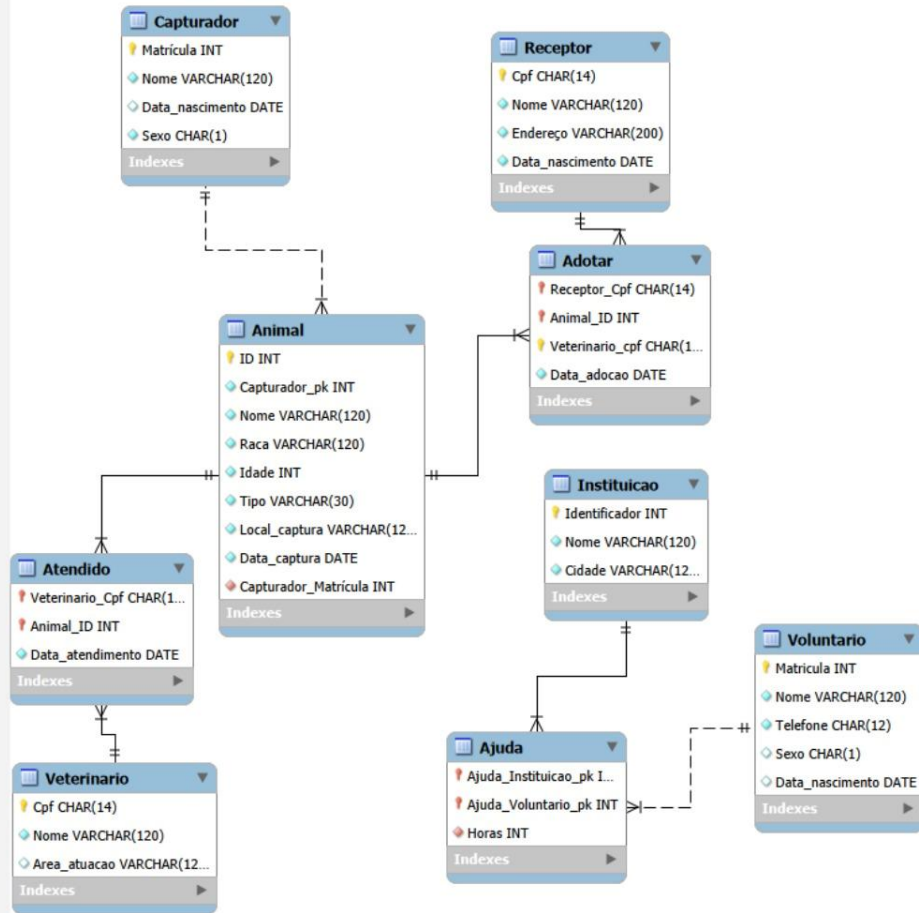 Capturador
Matrícula INT
Nome VARCHAR(120)
Data_nascimento DATE
Sexo CHAR(1)
Indexes
Receptor
Cpf CHAR(14)
Nome VARCHAR(120)
Endereço VARCHAR(200)
Data_nascimento DATE
Indexes
Adotar
Receptor_Cpf CHAR(14)
Animal_ID INT
Veterinario_cpf CHAR(1...
Data_adocao DATE
Indexes
Animal
ID INT
Capturador_pk INT
Nome VARCHAR(120)
Raca VARCHAR(120)
Idade INT
Tipo VARCHAR(30)
Local_captura VARCHAR(12...
Data_captura DATE
Capturador_Matrícula INT
Indexes
Instituicao
Identificador INT
Nome VARCHAR(120)
Cidade VARCHAR(12...
Indexes
Atendido
Veterinario_Cpf CHAR(1...
Animal_ID INT
Data_atendimento DATE
Indexes
Voluntario
Matricula INT
Nome VARCHAR(120)
Telefone CHAR(12)
Sexo CHAR(1)
Data_nascimento DATE
Indexes
Ajuda
Ajuda_Instituicao_pk I...
Ajuda_Voluntario_pk INT
Horas INT
Indexes
Veterinario
Cpf CHAR(14)
Nome VARCHAR(120)
Area_atuacao VARCHAR(12...
Indexes